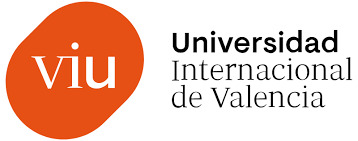 viu
Universidad
Internacional
de Valencia